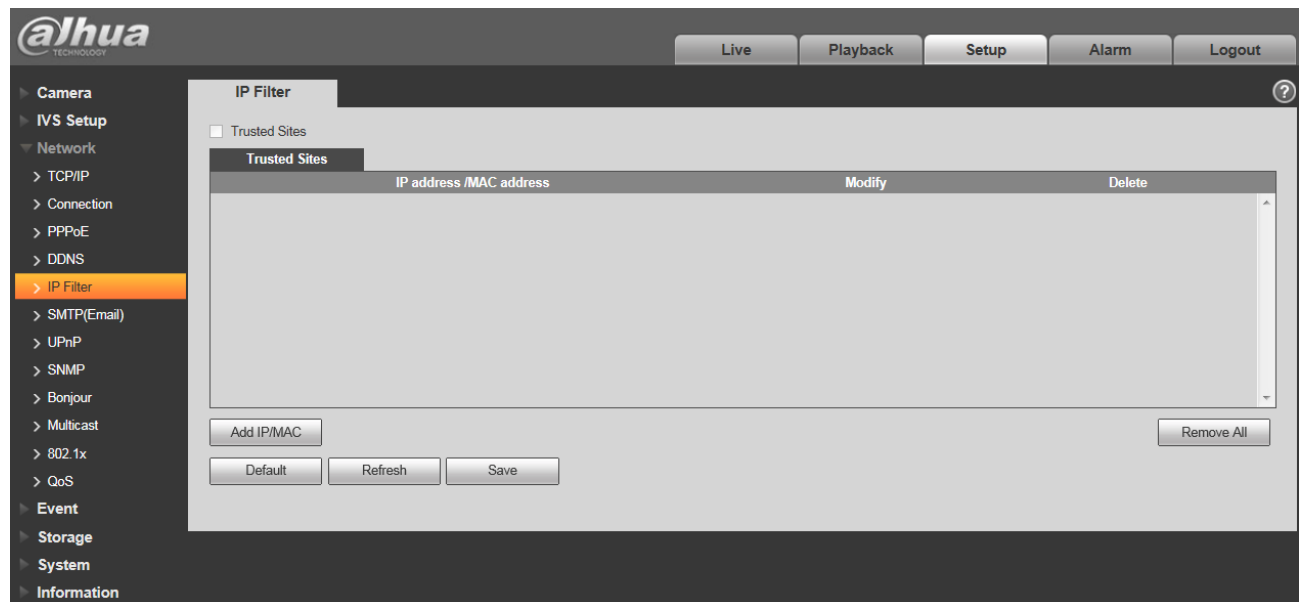 alhua
TECHNOLOGY
Live Playback Setup Alarm Logout
Camera
IVS Setup
Network
> TCP/IP
> Connection
> PPPoE
> DDNS
> IP Filter
> SMTP(Email)
> UPnP
> SNMP
> Bonjour
> Multicast
> 802.1x
> QoS
Event
Storage
System
Information
IP Filter
?
Trusted Sites
Trusted Sites
IP address /MAC address Modify Delete
Add IP/MAC Remove All
Default Refresh Save